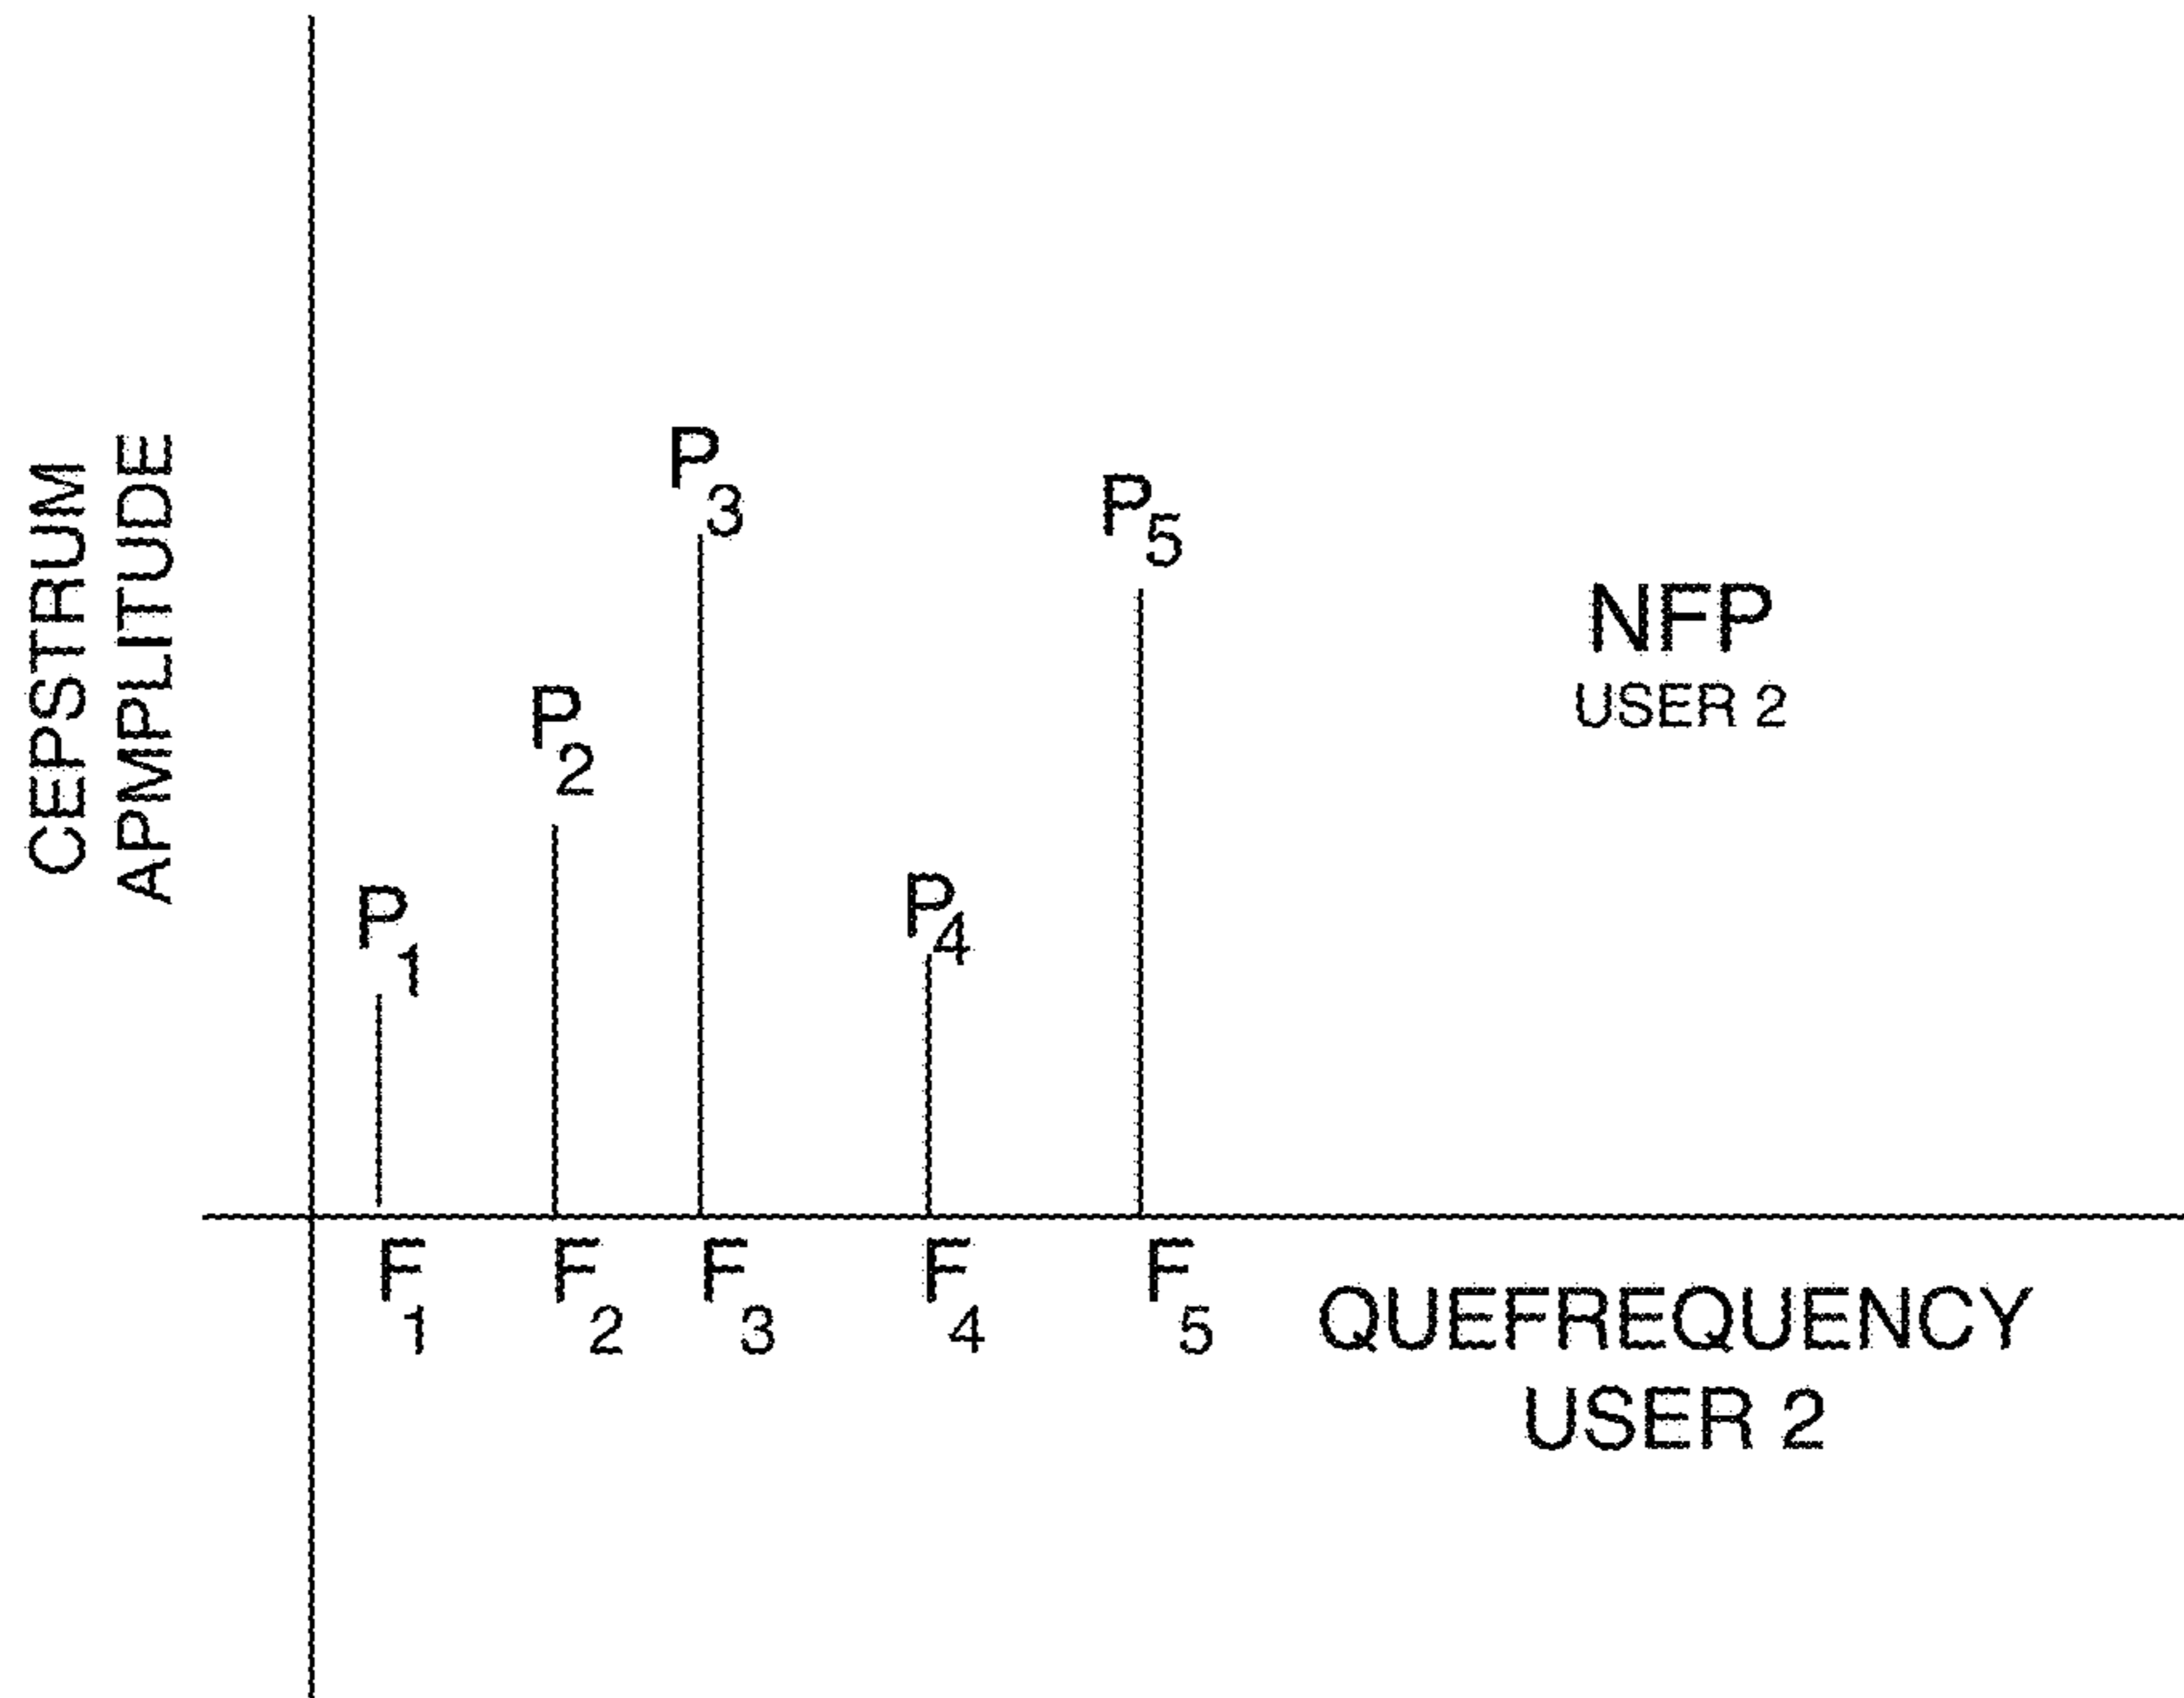 CEPSTRUM
APMPLITUDE
P1
P2
P3
P4
P5
NFP
USER 2
F1
F2
F3
F4
F5
QUEFREQUENCY
USER 2